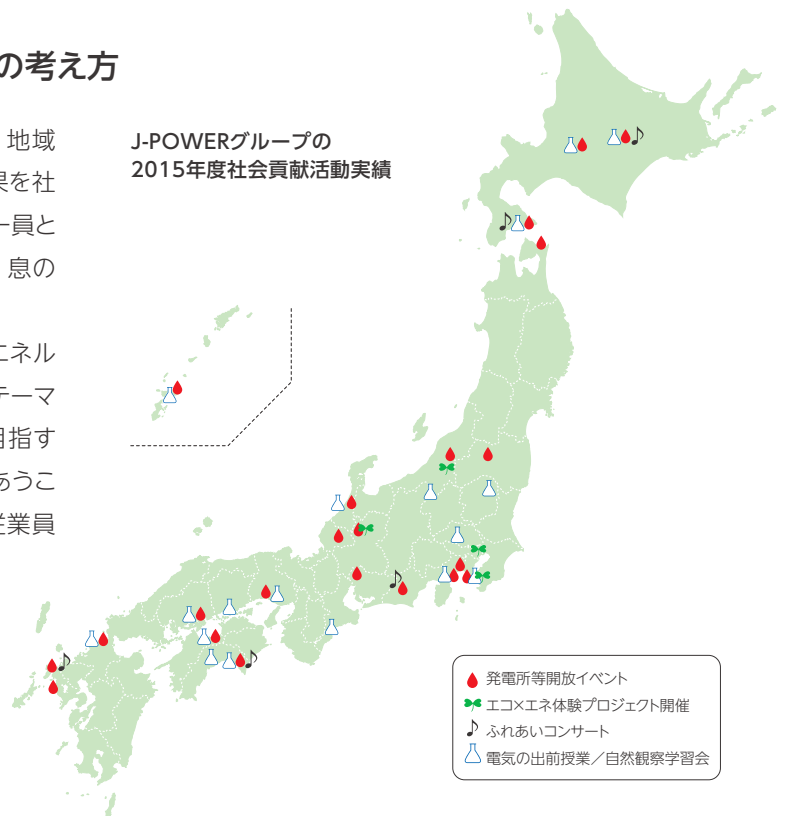 の考え方
地域
果を社
一員と
息の
エネル
テーマ
目指す
あうこ
従業員
J-POWERグループの
2015年度社会貢献活動実績
発電所等開放イベント
エコ×エネ体験プロジェクト開催
ふれあいコンサート
電気の出前授業／自然観察学習会